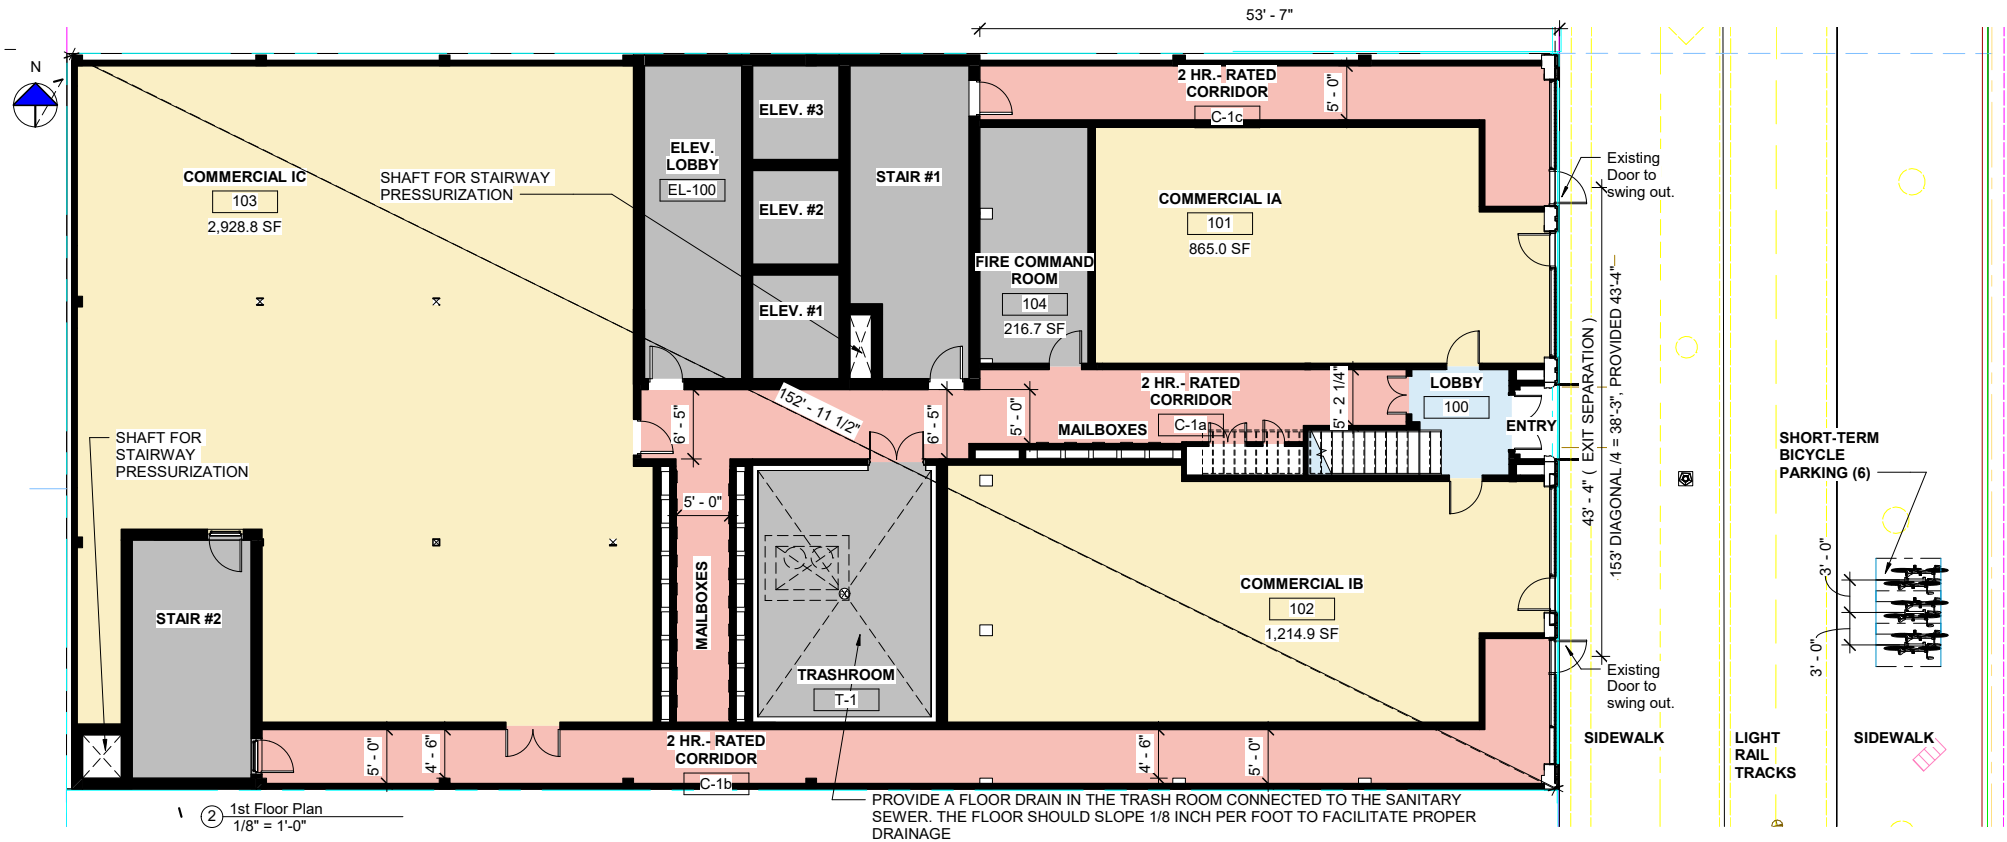 53' - 7"
N
2 HR.- RATED
CORRIDOR
C-1c
5' - 0"
ELEV. #3
ELEV.
LOBBY
EL-100
STAIR #1
COMMERCIAL IC
103
2,928.8 SF
SHAFT FOR STAIRWAY
PRESSURIZATION
ELEV. #2
COMMERCIAL IA
101
865.0 SF
Existing
Door to
swing out.
FIRE COMMAND
ROOM
104
216.7 SF
ELEV. #1
43' - 4" ( EXIT SEPARATION )
153' DIAGONAL /4 = 38'-3", PROVIDED 43'-4"
2 HR.- RATED
CORRIDOR
C-1a
5' - 2 1/4"
LOBBY
100
ENTRY
152' - 11 1/2"
6' - 5"
6' - 5"
5' - 0"
MAILBOXES
SHAFT FOR
STAIRWAY
PRESSURIZATION
SHORT-TERM
BICYCLE
PARKING (6)
5' - 0"
MAILBOXES
3' - 0"
3' - 0"
COMMERCIAL IB
102
1,214.9 SF
STAIR #2
TRASHROOM
T-1
Existing
Door to
swing out.
5' - 0"
4' - 6"
2 HR.- RATED
CORRIDOR
C-1b
4' - 6"
5' - 0"
SIDEWALK
LIGHT
RAIL
TRACKS
SIDEWALK
2
1st Floor Plan
1/8" = 1'-0"
PROVIDE A FLOOR DRAIN IN THE TRASH ROOM CONNECTED TO THE SANITARY
SEWER. THE FLOOR SHOULD SLOPE 1/8 INCH PER FOOT TO FACILITATE PROPER
DRAINAGE